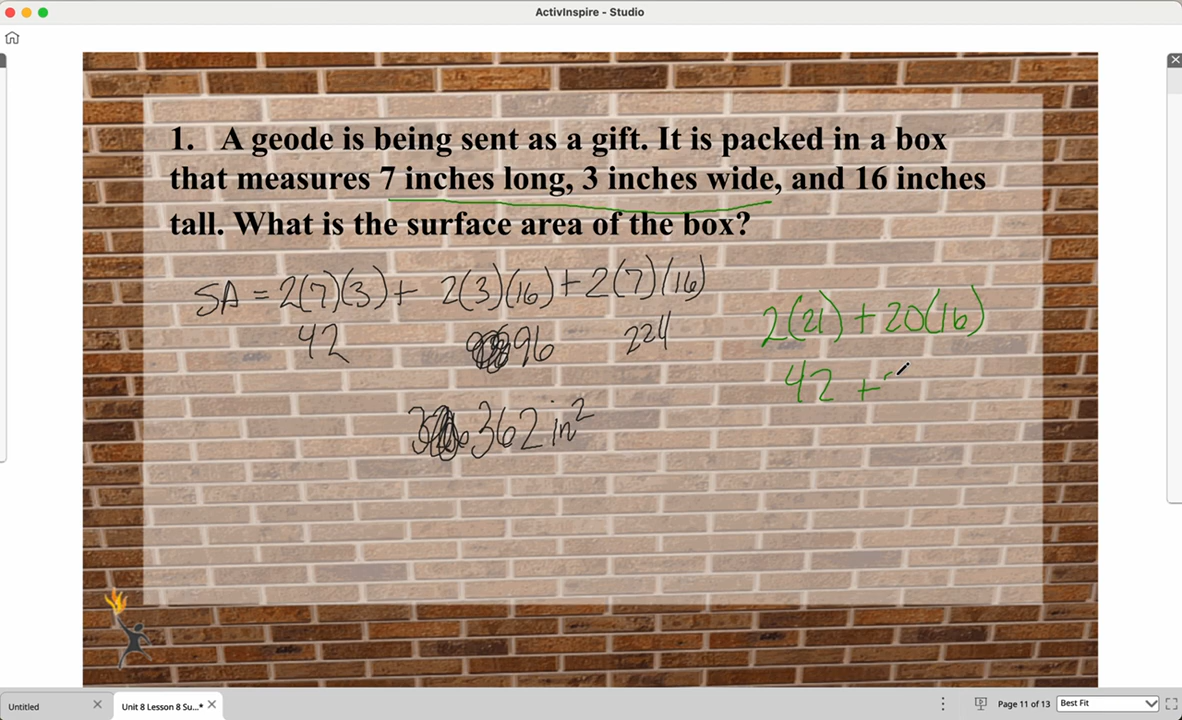 ActivInspire - Studio
1. A geode is being sent as a gift. It is packed in a box
that measures 7 inches long, 3 inches wide, and 16 inches
tall. What is the surface area of the box?
SA = 2(7)(3) + 2(3)(16) + 2(7)(16)
42 96 224
362 in²
2(21) + 20(16)
42 +
Untitled
Unit 8 Lesson 8 Su...*
Page 11 of 13
Best Fit